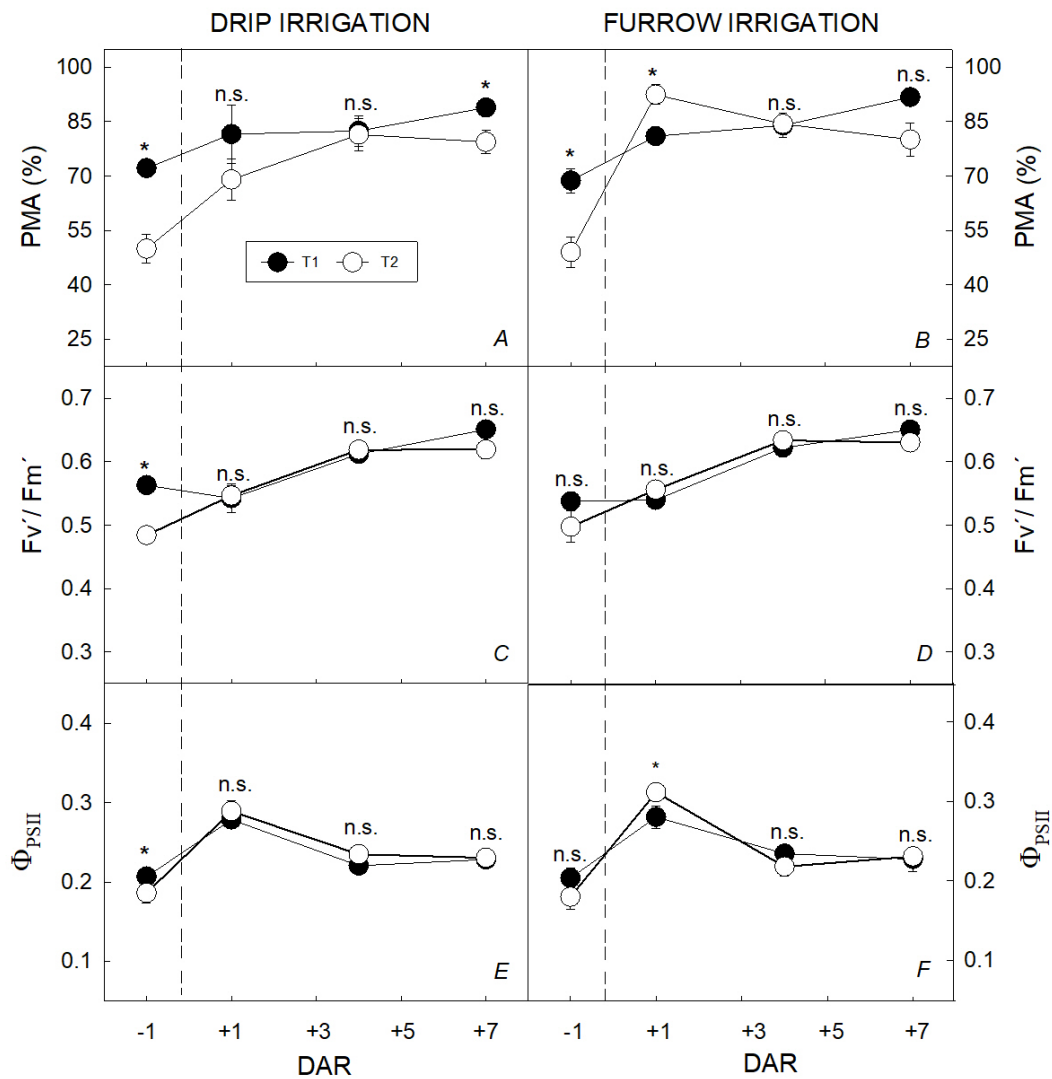 DRIP IRRIGATION
FURROW IRRIGATION
PMA (%)
100
85
70
55
40
25
*
n.s.
n.s.
*
T1
T2
A
*
*
n.s.
n.s.
B
100
85
70
55
40
25
PMA (%)
Fv´/ Fm´
0.7
0.6
0.5
0.4
0.3
*
n.s.
n.s.
n.s.
C
n.s.
n.s.
n.s.
n.s.
D
0.7
0.6
0.5
0.4
0.3
Fv´/ Fm´
ΦPSII
0.4
0.3
0.2
0.1
*
n.s.
n.s.
n.s.
E
n.s.
*
n.s.
n.s.
F
0.4
0.3
0.2
0.1
ΦPSII
-1 +1 +3 +5 +7
DAR
-1 +1 +3 +5 +7
DAR